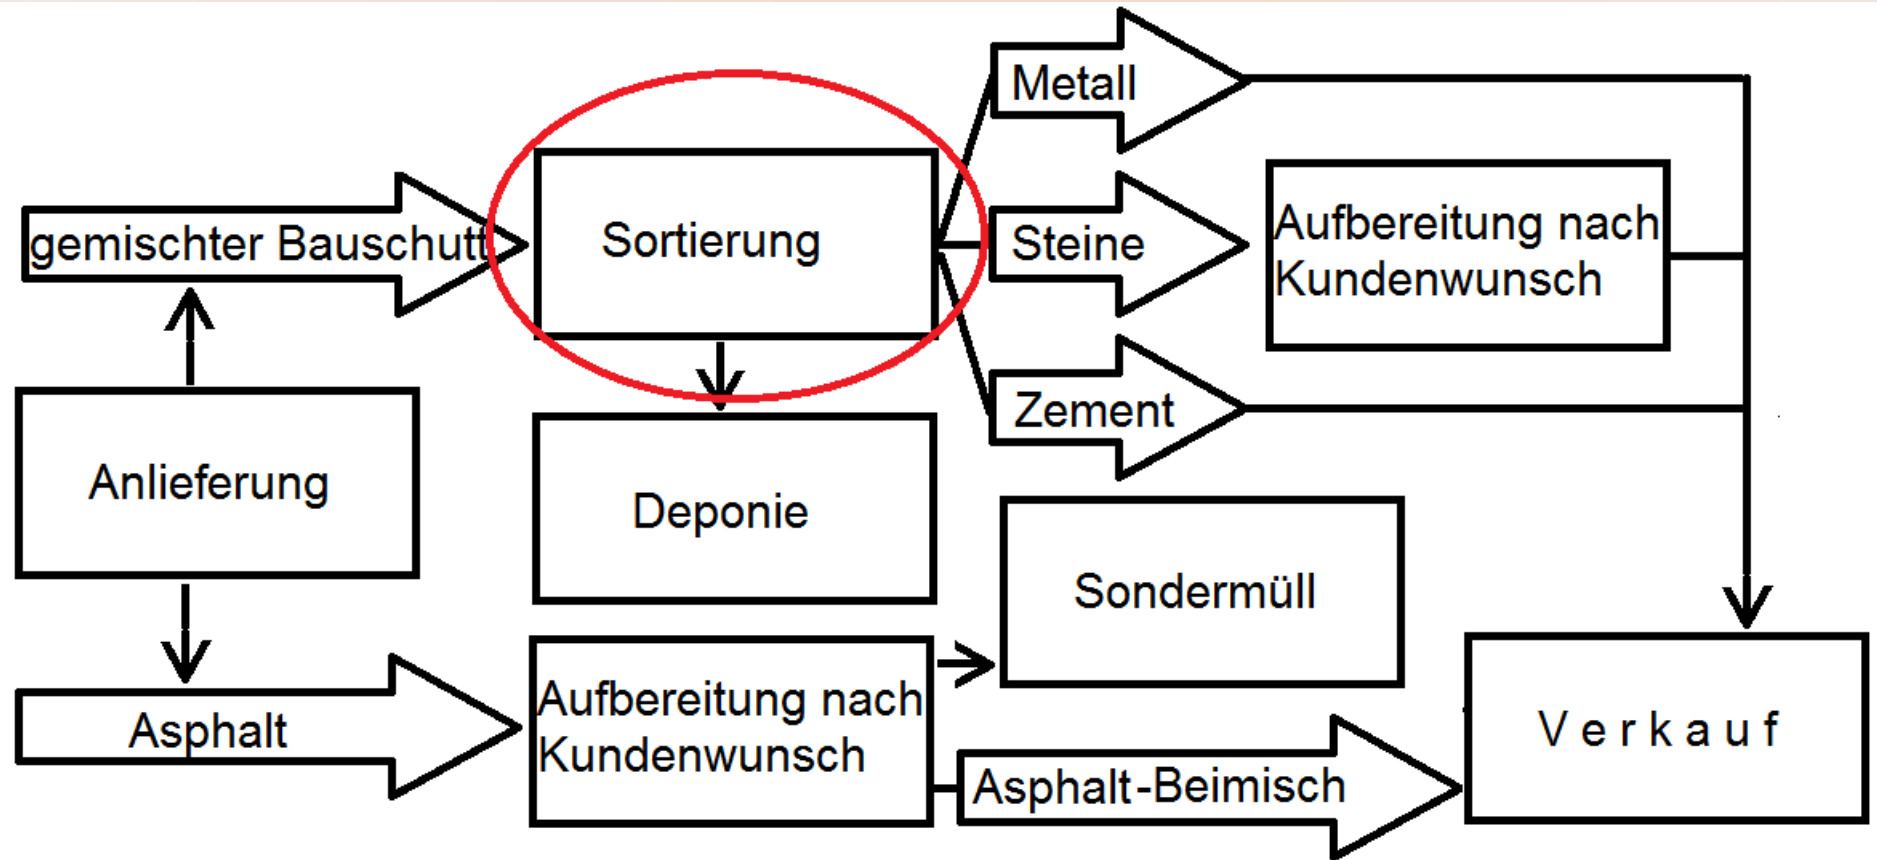 Metall
gemischter Bauschutt
Sortierung
Steine
Aufbereitung nach
Kundenwunsch
Zement
Anlieferung
Deponie
Sondermüll
Asphalt
Aufbereitung nach
Kundenwunsch
Asphalt-Beimisch
Verkauf